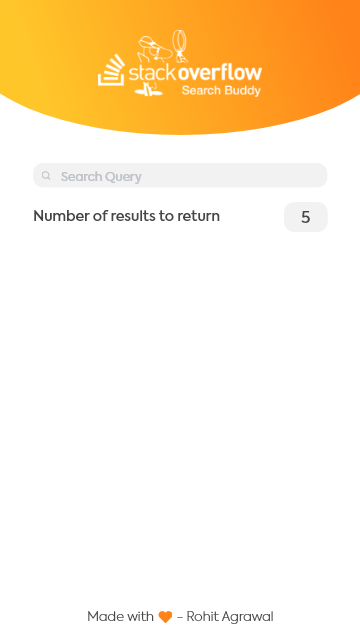 stackoverflow
Search Buddy
Search Query
Number of results to return 5
Made with - Rohit Agrawal